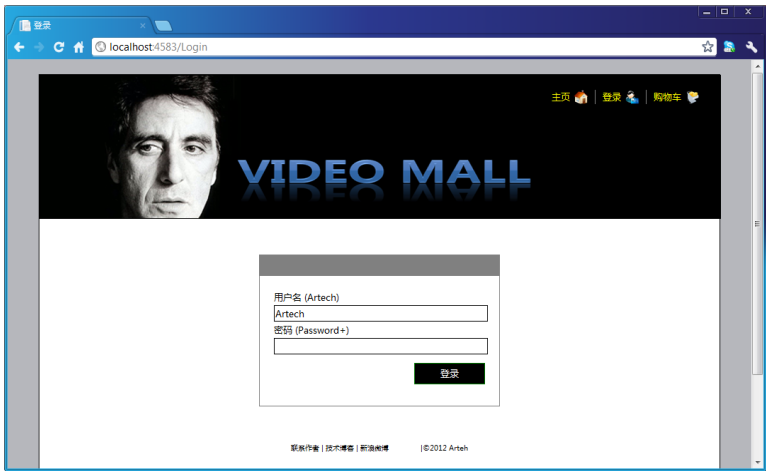 登录
localhost:4583/Login
主页 | 登录 | 购物车
VIDEO MALL
用户名 (Artech)
Artech
密码 (Password+)
登录
联系作者 | 技术博客 | 新浪微博 |©2012 Arteh